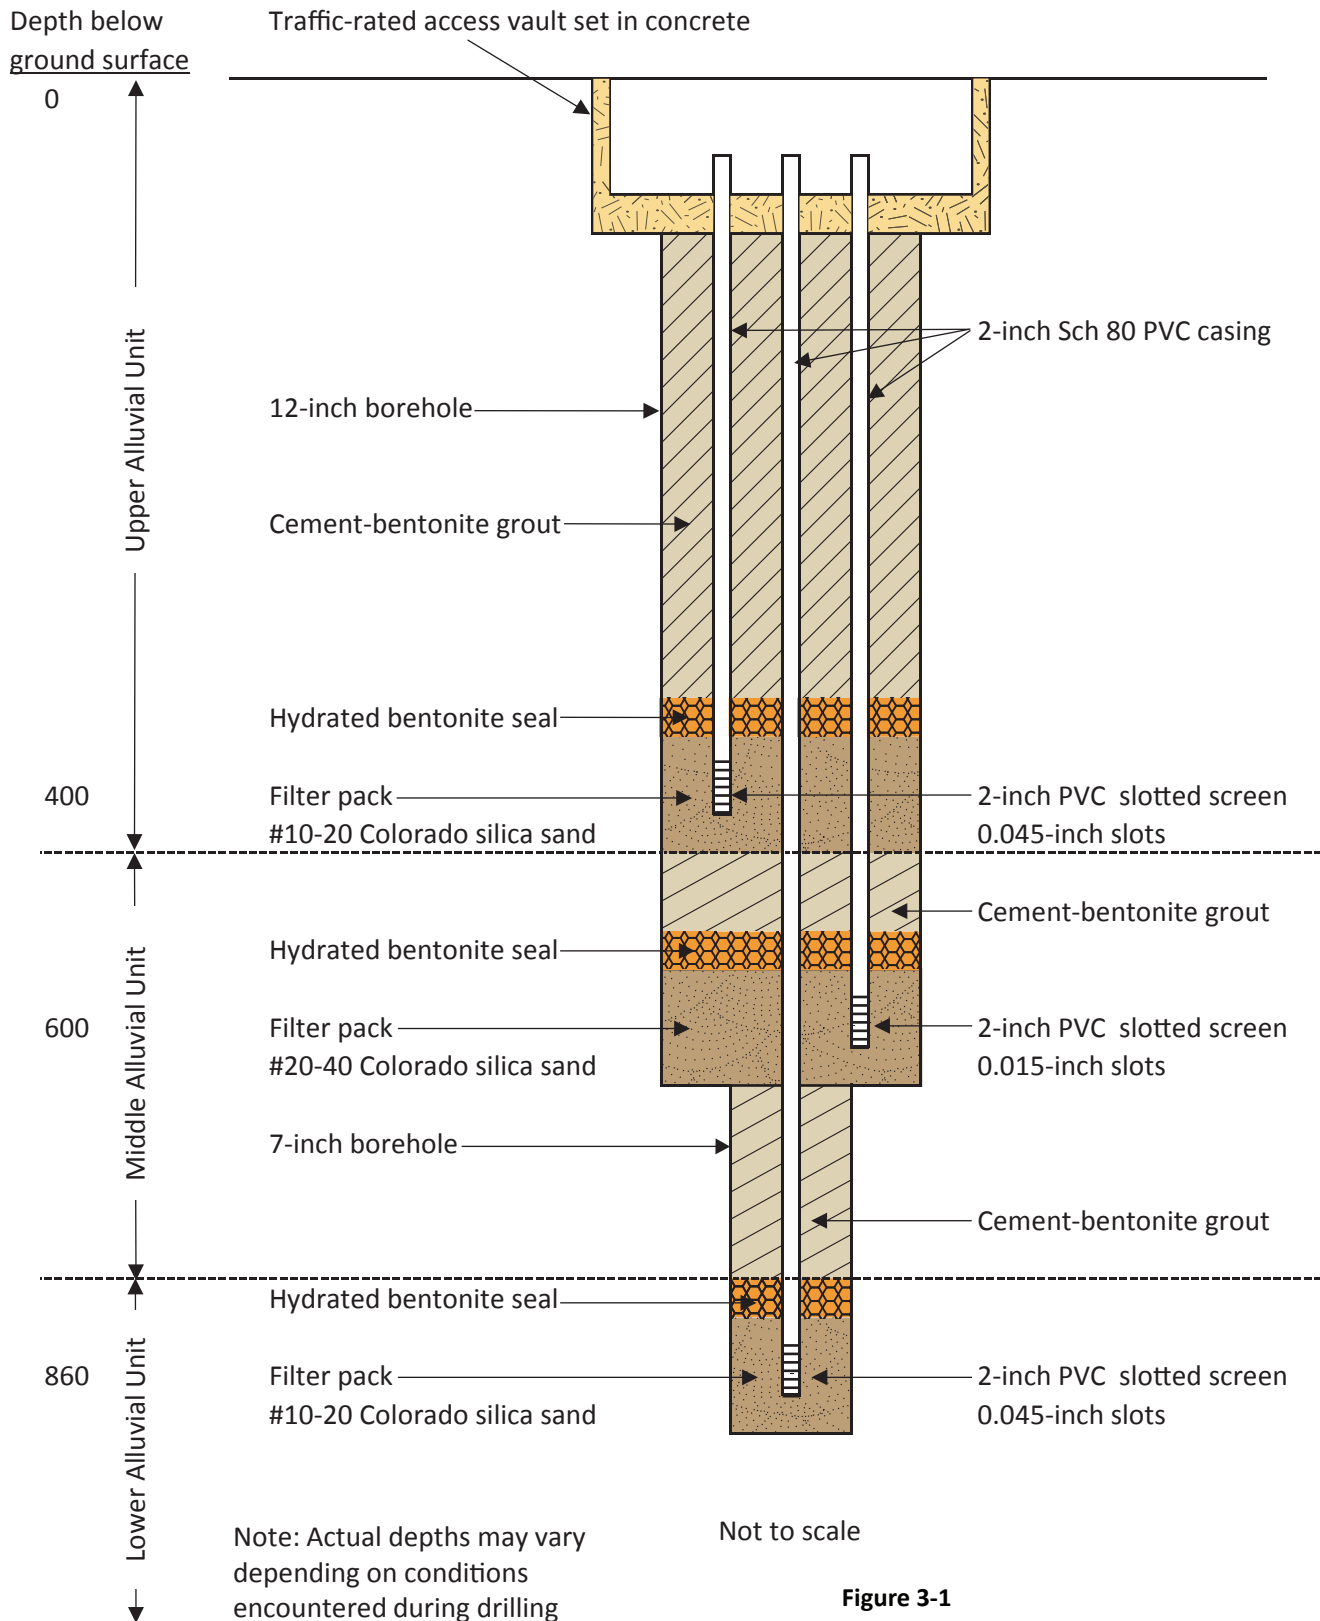 Depth below
ground surface
Traffic-rated access vault set in concrete
0
Upper Alluvial Unit
2-inch Sch 80 PVC casing
12-inch borehole
Cement-bentonite grout
Hydrated bentonite seal
400
Filter pack
#10-20 Colorado silica sand
2-inch PVC  slotted screen
0.045-inch slots
Middle Alluvial Unit
Cement-bentonite grout
Hydrated bentonite seal
600
Filter pack
#20-40 Colorado silica sand
2-inch PVC  slotted screen
0.015-inch slots
7-inch borehole
Cement-bentonite grout
Lower Alluvial Unit
Hydrated bentonite seal
860
Filter pack
#10-20 Colorado silica sand
2-inch PVC  slotted screen
0.045-inch slots
Note: Actual depths may vary
depending on conditions
encountered during drilling
Not to scale
Figure 3-1